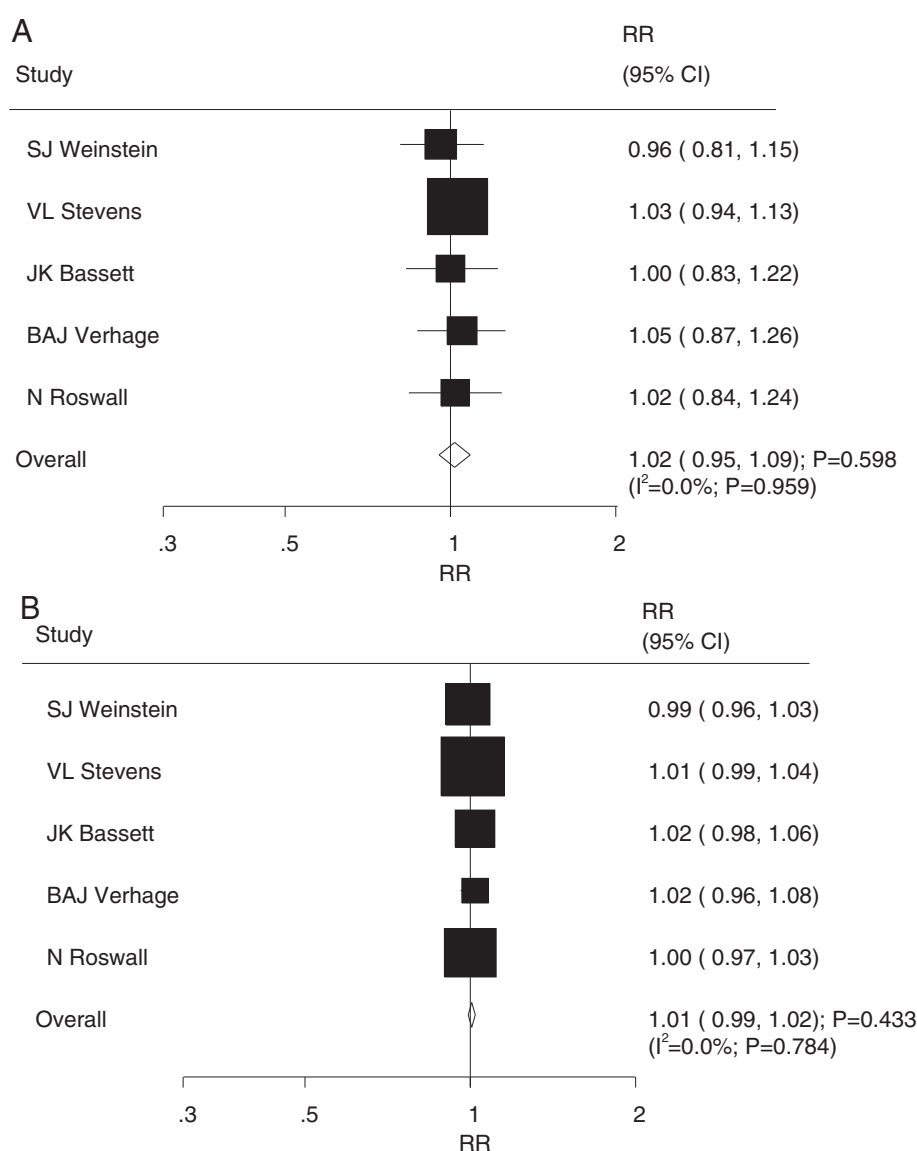 A
RR
Study
(95% CI)
SJ Weinstein 0.96 ( 0.81, 1.15)
VL Stevens 1.03 ( 0.94, 1.13)
JK Bassett 1.00 ( 0.83, 1.22)
BAJ Verhage 1.05 ( 0.87, 1.26)
N Roswall 1.02 ( 0.84, 1.24)
Overall 1.02 ( 0.95, 1.09); P=0.598
(I²=0.0%; P=0.959)
.3 .5 1 2
RR
B
RR
Study
(95% CI)
SJ Weinstein 0.99 ( 0.96, 1.03)
VL Stevens 1.01 ( 0.99, 1.04)
JK Bassett 1.02 ( 0.98, 1.06)
BAJ Verhage 1.02 ( 0.96, 1.08)
N Roswall 1.00 ( 0.97, 1.03)
Overall 1.01 ( 0.99, 1.02); P=0.433
(I²=0.0%; P=0.784)
.3 .5 1 2
RR